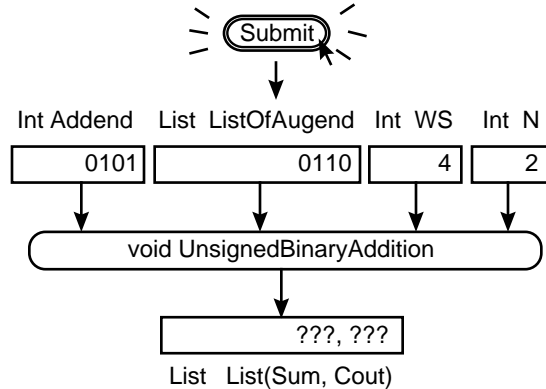 Submit
Int Addend List ListOfAugend Int WS Int N
0101 0110 4 2
void UnsignedBinaryAddition
???, ???
List List(Sum, Cout)